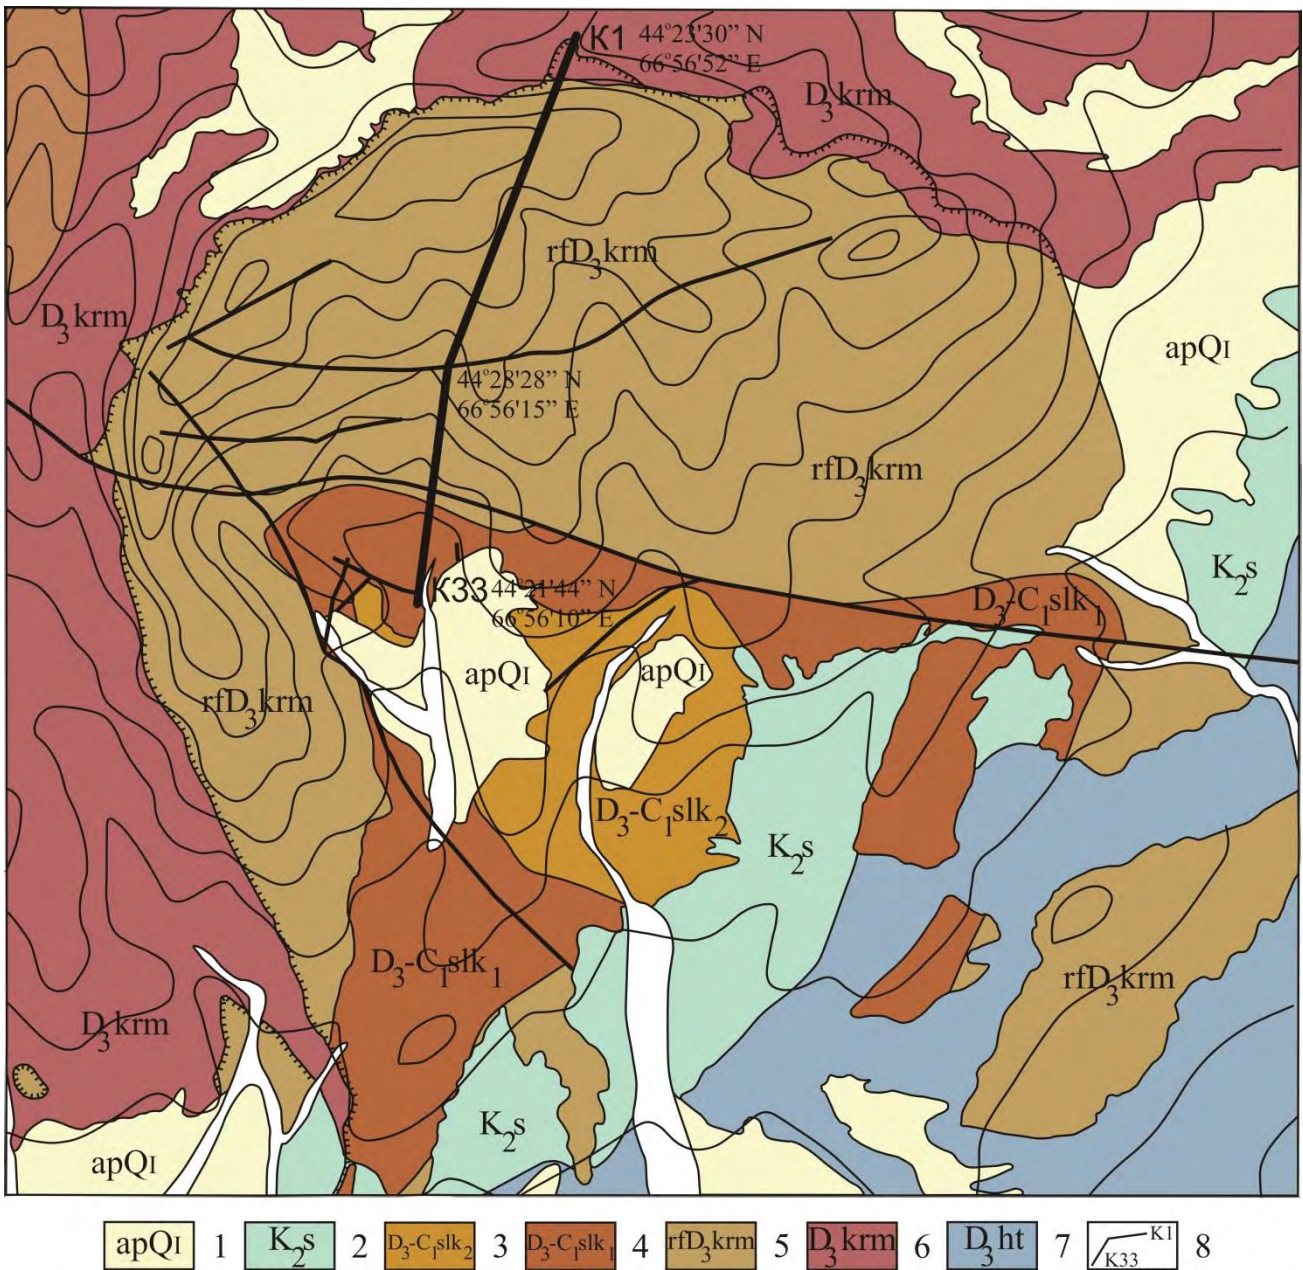 K1 44°23'30” N
66°56'52” E
D₃krm
rfD₃krm
D₃krm
apQI
44°28'28” N
66°56'15” E
rfD₃krm
K₂s
K33 44°21'44” N
66°56'10” E
D₃-C₁slk₁
apQI
apQI
rfD₃krm
D₃-C₁slk₂
K₂s
D₃-C₁slk₁
rfD₃krm
D₃krm
K₂s
apQI
apQI 1 K₂s 2 D₃-C₁slk₂ 3 D₃-C₁slk₁ 4 rfD₃krm 5 D₃krm 6 D₃ht 7 K1 K33 8